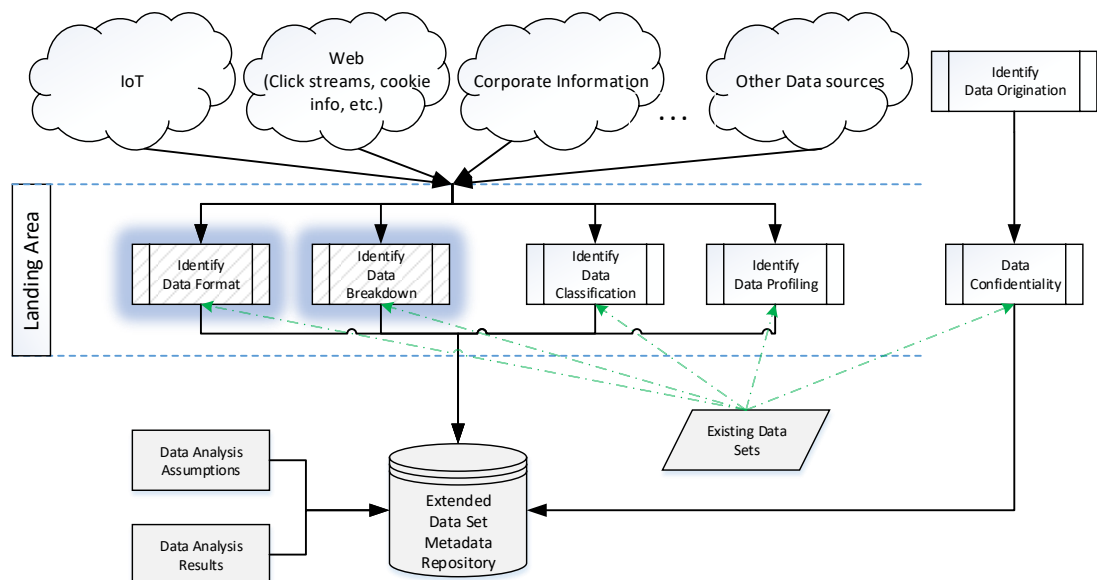 IoT
Web
(Click streams, cookie
info, etc.)
Corporate Information
...
Other Data sources
Identify
Data Origination
Landing Area
Identify
Data Format
Identify
Data
Breakdown
Identify
Data
Classification
Identify
Data Profiling
Data
Confidentiality
Existing Data
Sets
Data Analysis
Assumptions
Extended
Data Set
Metadata
Repository
Data Analysis
Results